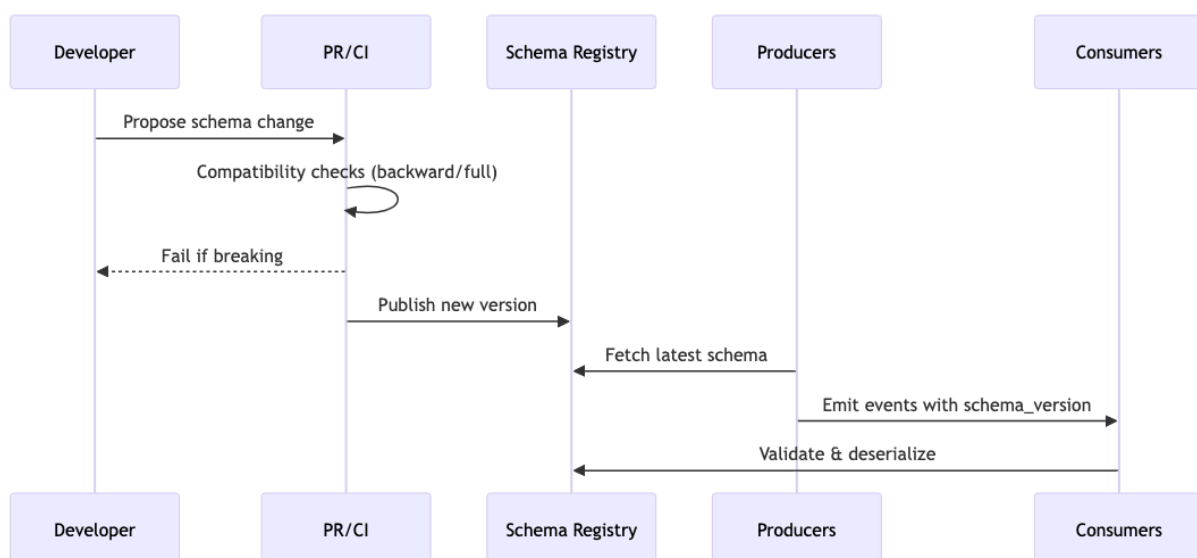 Developer
PR/CI
Schema Registry
Producers
Consumers
Propose schema change
Compatibility checks (backward/full)
Fail if breaking
Publish new version
Fetch latest schema
Emit events with schema_version
Validate & deserialize
Developer
PR/CI
Schema Registry
Producers
Consumers